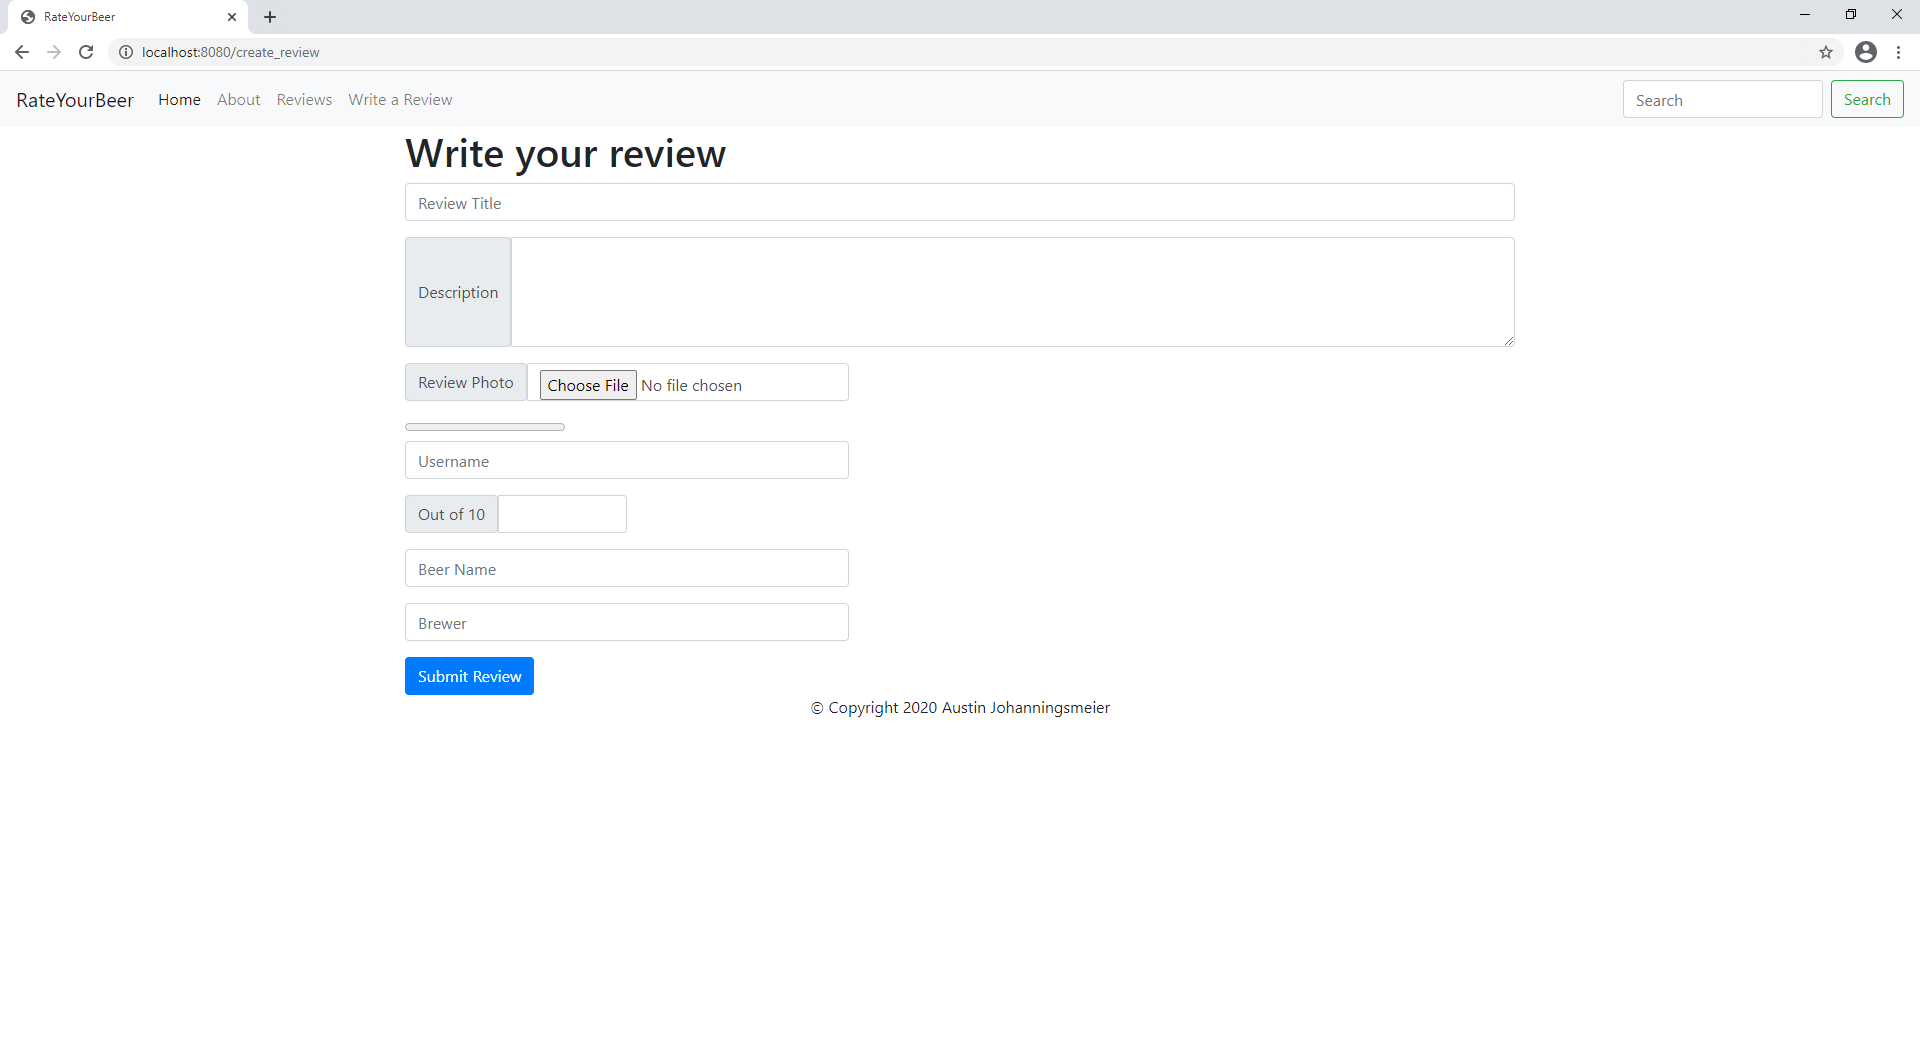 RateYourBeer
localhost:8080/create_review
RateYourBeer Home About Reviews Write a Review Search Search
Write your review
Review Title
Description
Review Photo Choose File No file chosen
Username
Out of 10
Beer Name
Brewer
Submit Review
© Copyright 2020 Austin Johanningsmeier